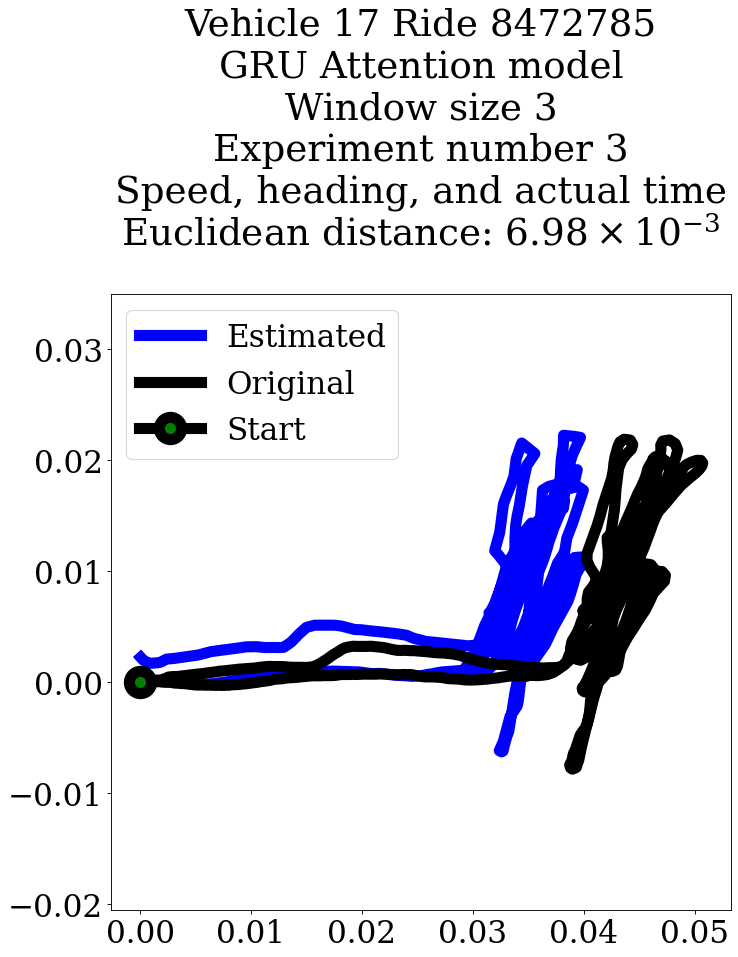 Vehicle 17 Ride 8472785
GRU Attention model
Window size 3
Experiment number 3
Speed, heading, and actual time
Euclidean distance: 6.98 × 10⁻³
Estimated
Original
Start
0.03
0.02
0.01
0.00
−0.01
−0.02
0.00 0.01 0.02 0.03 0.04 0.05